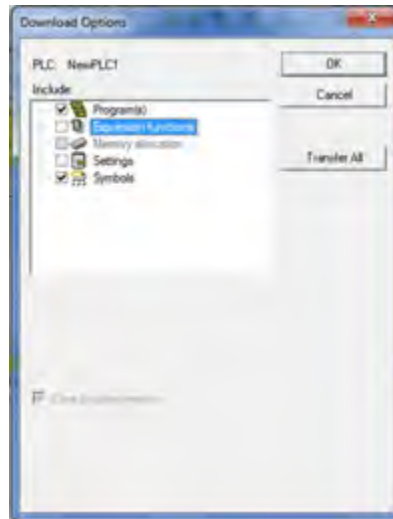 Download Options
PLC: NewPLC1
OK
Include:
Cancel
Program(s)
Expansion functions
Memory allocation
Transfer All
Settings
Symbols